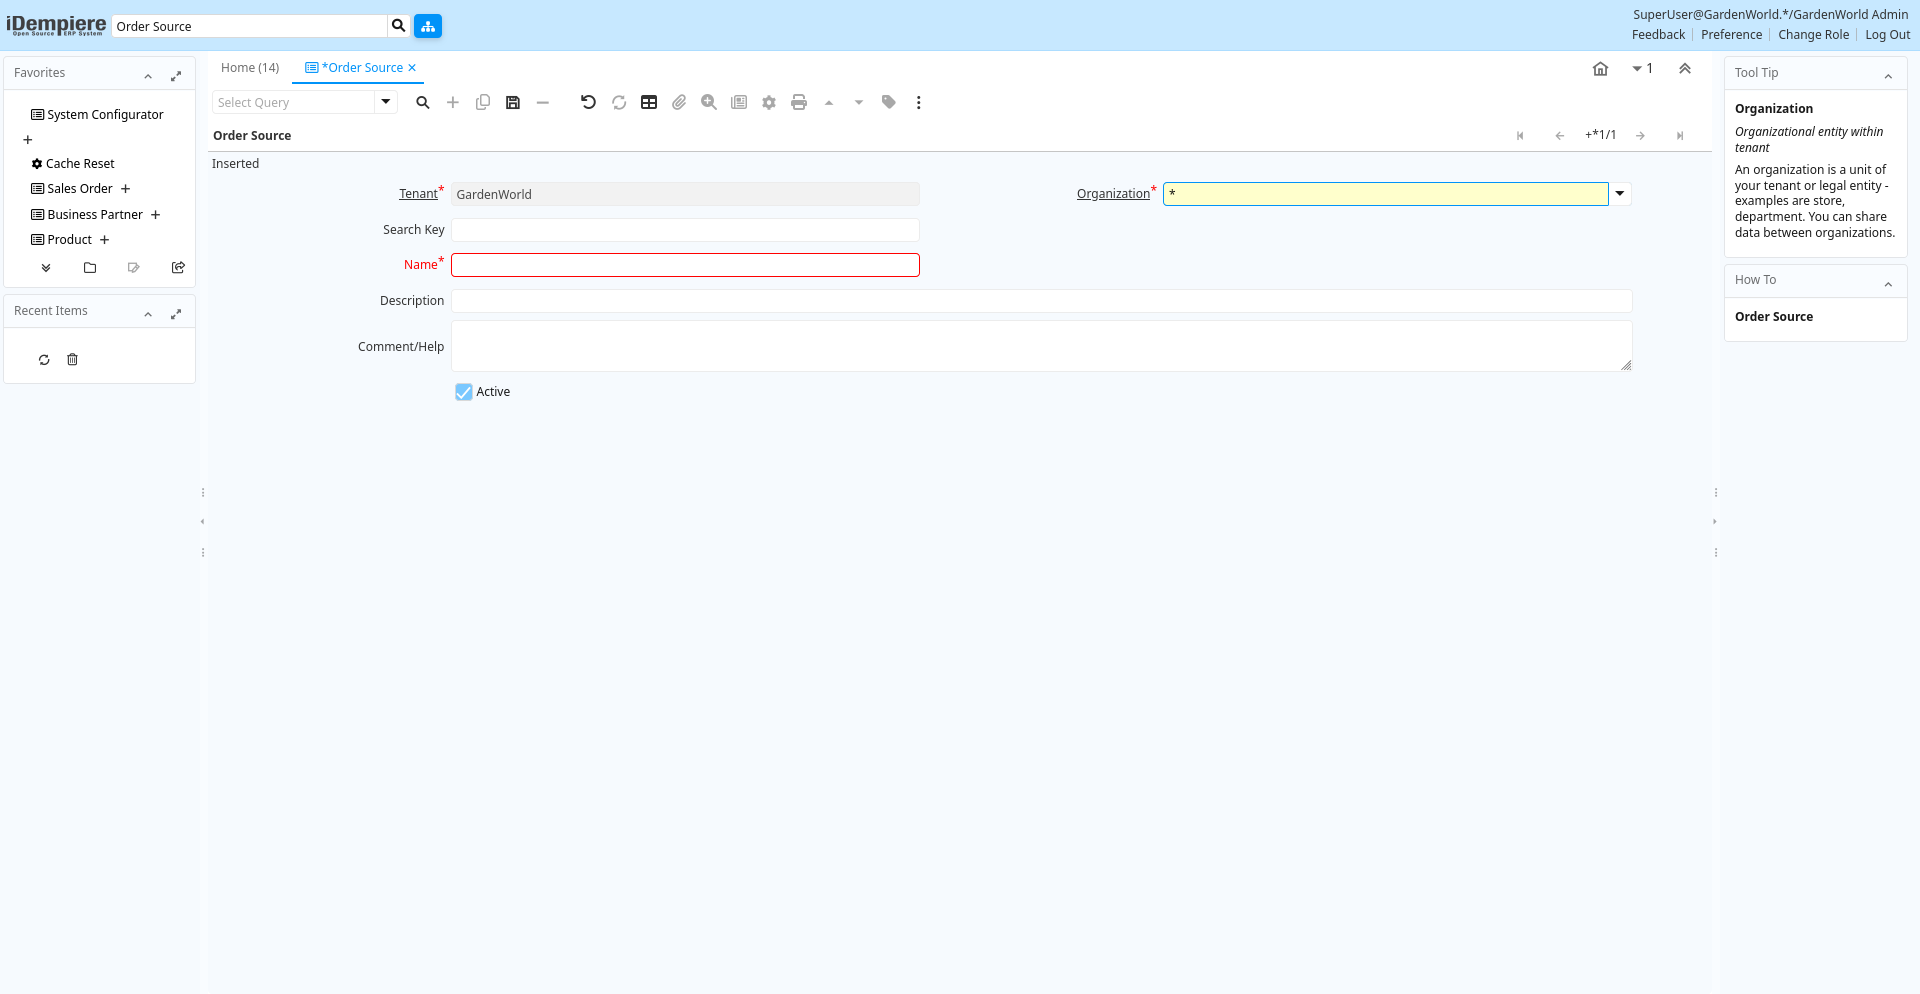 iDempiere
Open Source ERP System
Order Source
SuperUser@GardenWorld.*/GardenWorld Admin
Feedback Preference Change Role Log Out
Favorites
System Configurator
Cache Reset
Sales Order
Business Partner
Product
Recent Items
Home (14)
*Order Source
1
Select Query
Order Source
+*1/1
Inserted
Tenant* GardenWorld
Organization* *
Search Key
Name*
Description
Comment/Help
Active
Tool Tip
Organization
Organizational entity within
tenant
An organization is a unit of
your tenant or legal entity -
examples are store,
department. You can share
data between organizations.
How To
Order Source